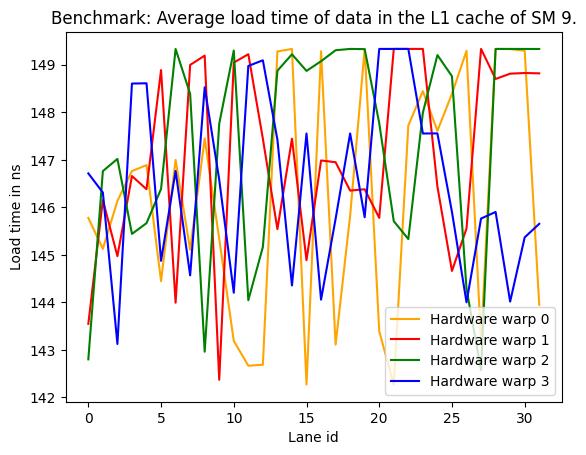 Benchmark: Average load time of data in the L1 cache of SM 9.
Load time in ns
149
148
147
146
145
144
143
142
0 5 10 15 20 25 30
Lane id
Hardware warp 0
Hardware warp 1
Hardware warp 2
Hardware warp 3